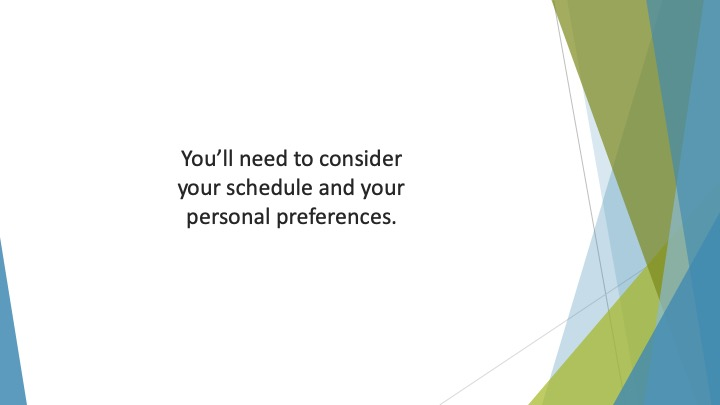 You’ll need to consider
your schedule and your
personal preferences.